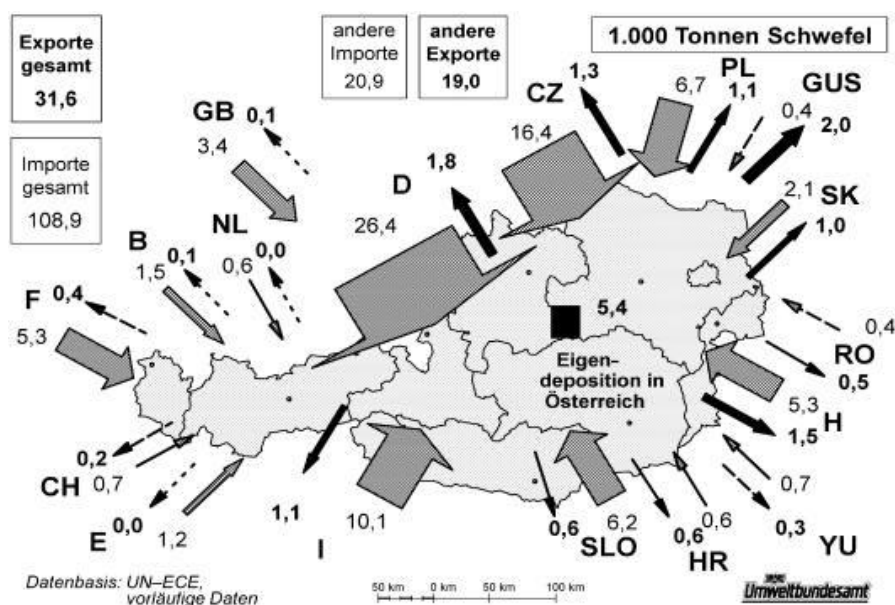 Exporte
gesamt
31,6
Importe
gesamt
108,9
andere
Importe
20,9
andere
Exporte
19,0
1.000 Tonnen Schwefel
GB 0,1
3,4
D 1,8
26,4
CZ 1,3
16,4
PL
6,7 1,1
GUS
0,4
2,0
SK
2,1
1,0
NL
0,6 0,0
B
1,5 0,1
F 0,4
5,3
5,4
Eigen–
deposition in
Österreich
0,4
RO
0,5
5,3
H
1,5
0,2
CH 0,7
E 0,0
1,2
1,1
I 10,1
0,6
SLO 6,2
0,6
HR 0,6
0,7
0,3
YU
Datenbasis: UN–ECE,
vorläufige Daten
50 km 0 km 50 km 100 km
Umweltbundesamt